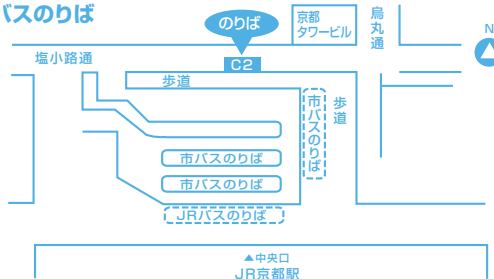 バスのりば
のりば
京都
タワービル
烏丸通
N
塩小路通
C2
歩道
市バスのりば
歩道
市バスのりば
市バスのりば
JRバスのりば
▲中央口
JR京都駅